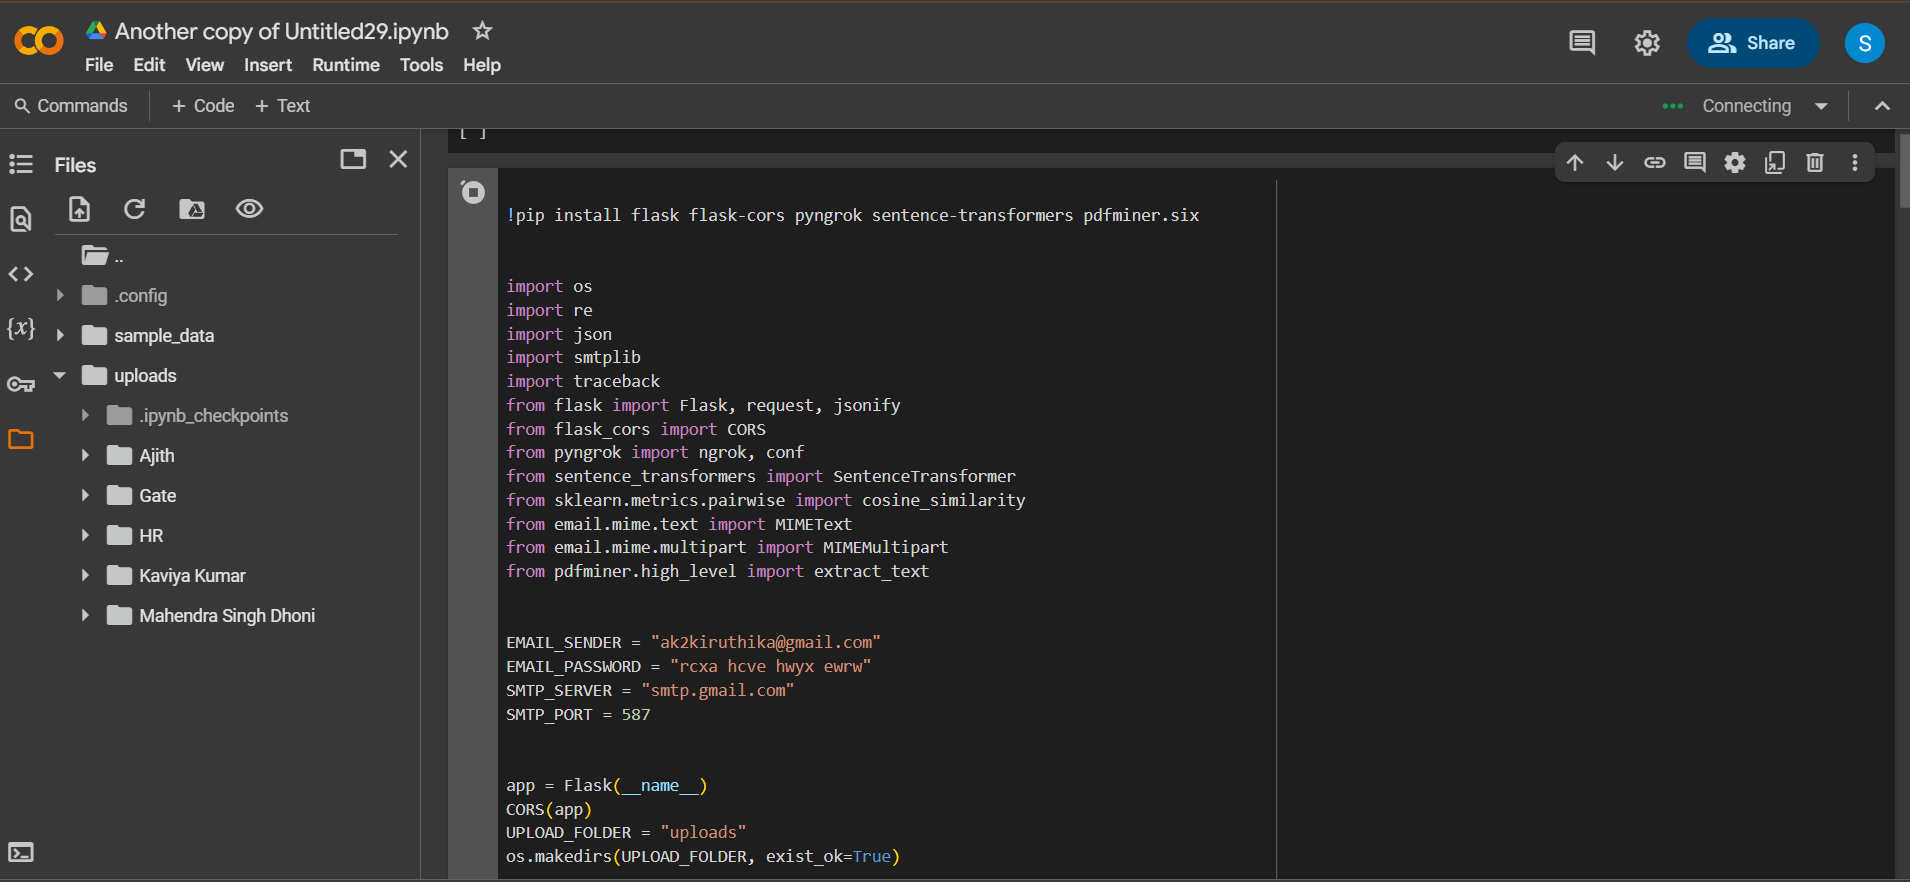 Another copy of Untitled29.ipynb
File Edit View Insert Runtime Tools Help
Share
S
Commands + Code + Text
Connecting
Files
..
.config
sample_data
uploads
.ipynb_checkpoints
Ajith
Gate
HR
Kaviya Kumar
Mahendra Singh Dhoni
[ ]
!pip install flask flask-cors pyngrok sentence-transformers pdfminer.six
import os
import re
import json
import smtplib
import traceback
from flask import Flask, request, jsonify
from flask_cors import CORS
from pyngrok import ngrok, conf
from sentence_transformers import SentenceTransformer
from sklearn.metrics.pairwise import cosine_similarity
from email.mime.text import MIMEText
from email.mime.multipart import MIMEMultipart
from pdfminer.high_level import extract_text
EMAIL_SENDER = "ak2kiruthika@gmail.com"
EMAIL_PASSWORD = "rcxa hcve hwyx ewrw"
SMTP_SERVER = "smtp.gmail.com"
SMTP_PORT = 587
app = Flask(__name__)
CORS(app)
UPLOAD_FOLDER = "uploads"
os.makedirs(UPLOAD_FOLDER, exist_ok=True)